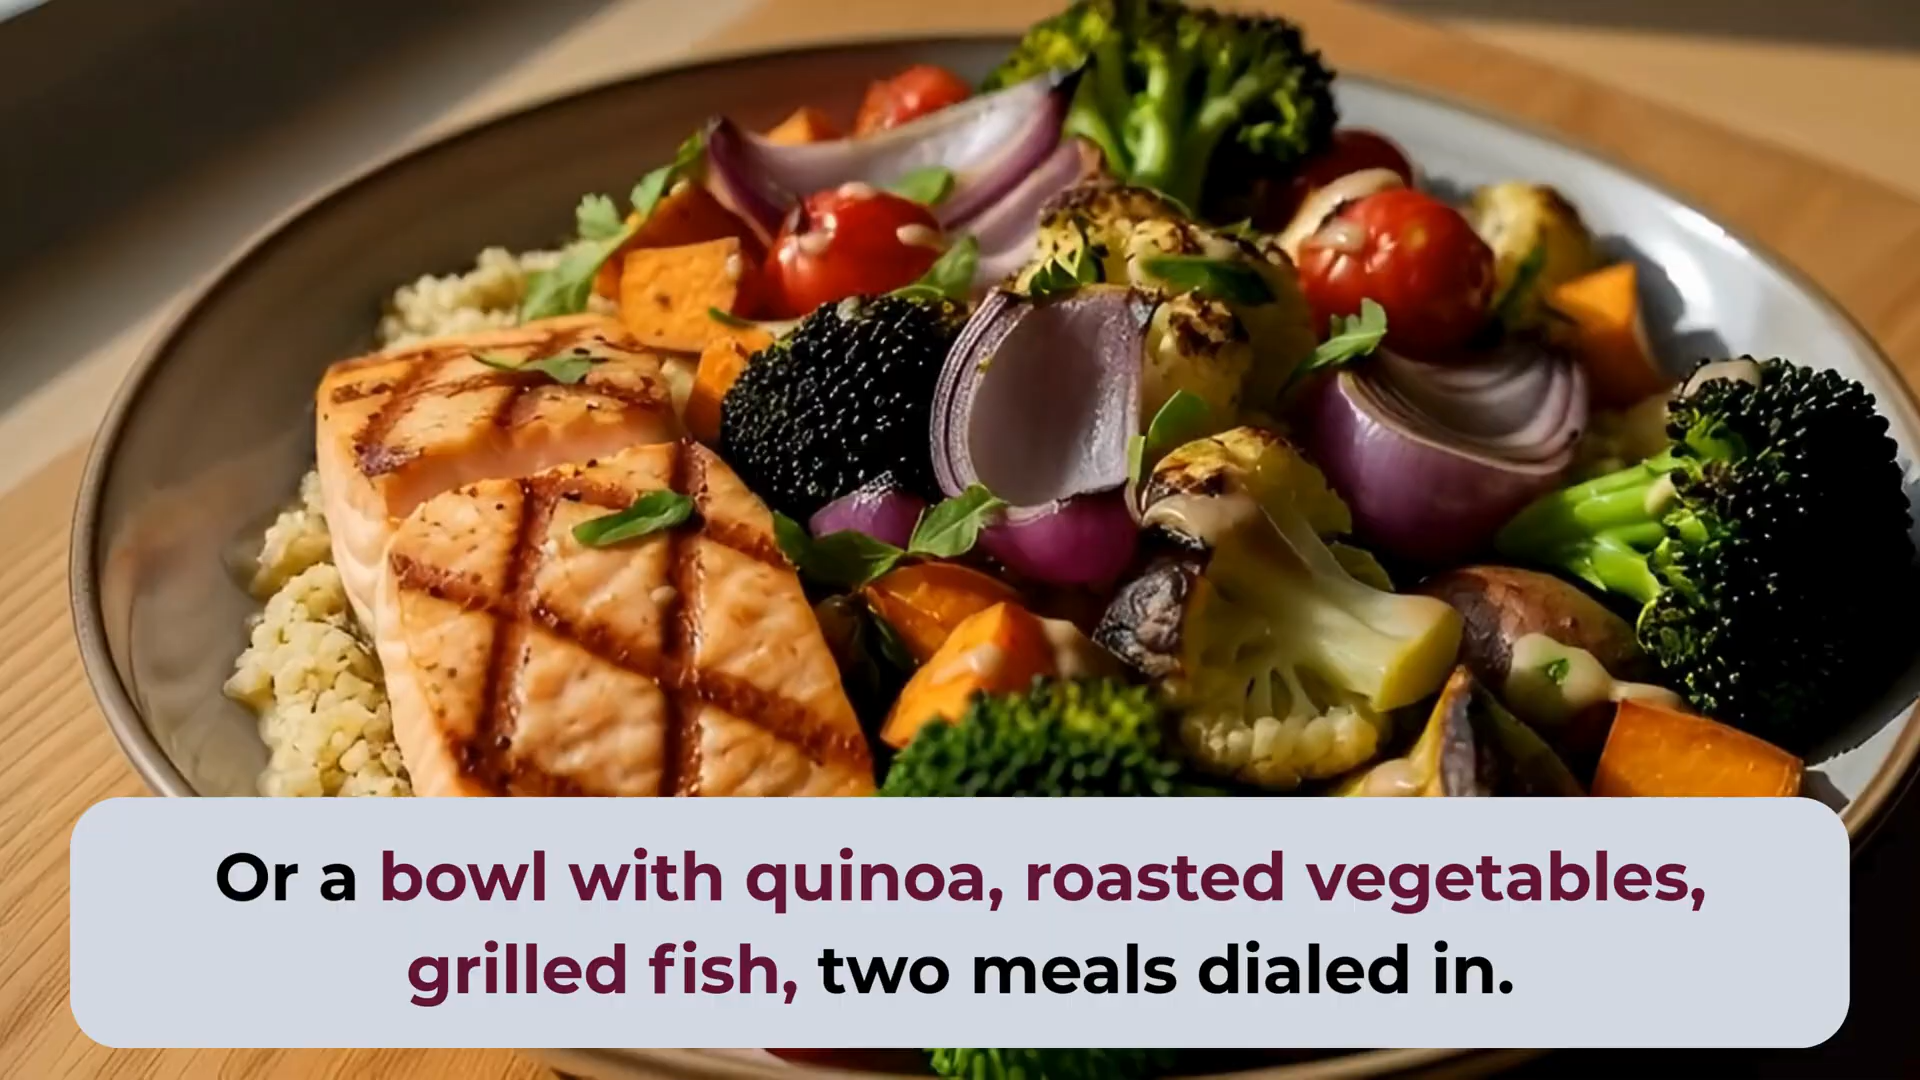 Or a bowl with quinoa, roasted vegetables,
grilled fish, two meals dialed in.